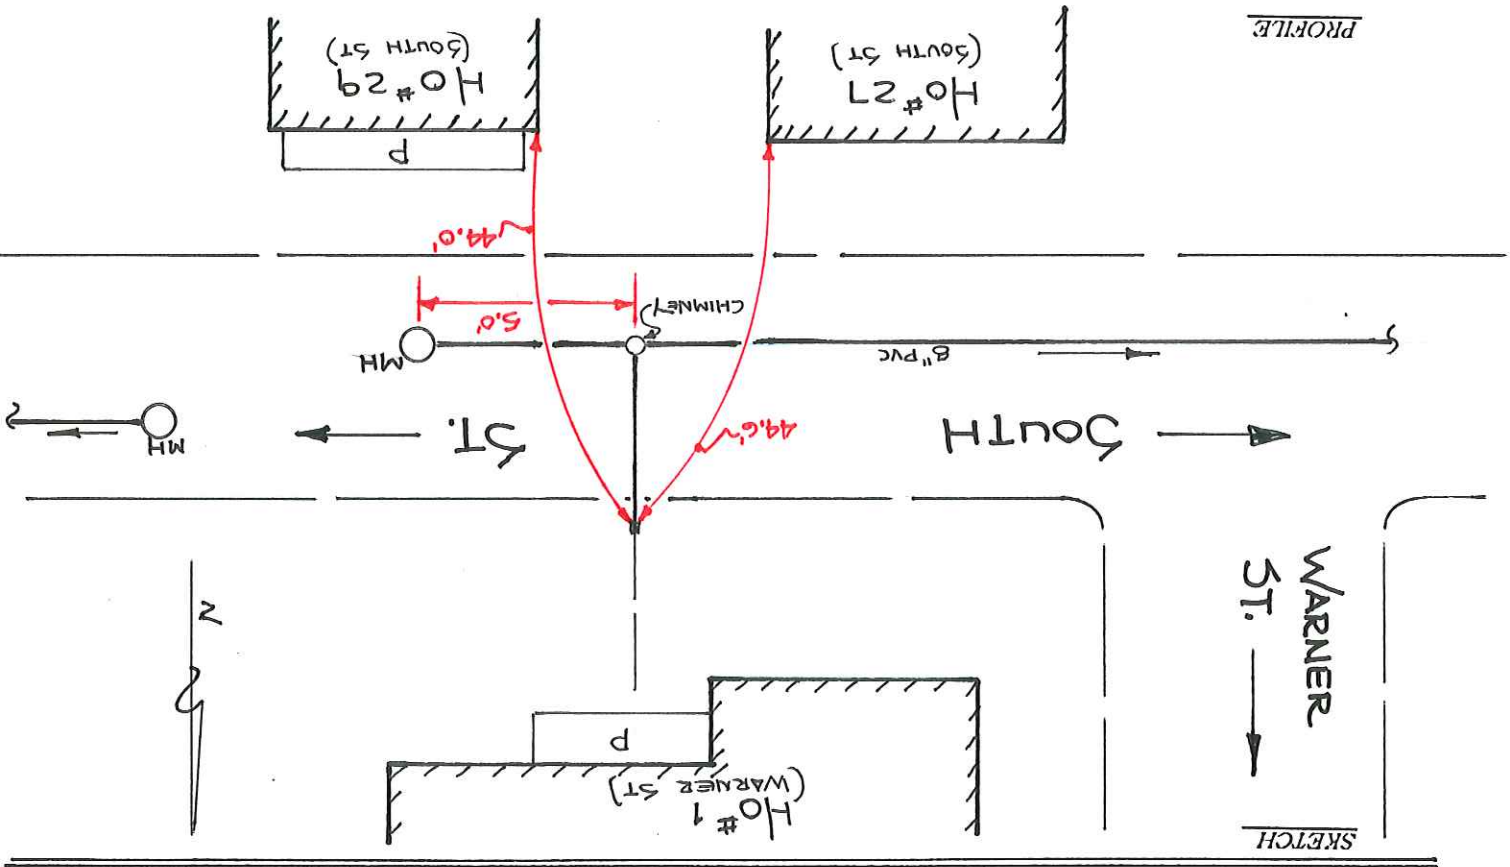 SKETCH
HO #1
(WARNER ST)
P
WARNER
ST.
N
SOUTH
ST.
44.6'
MH
8" PVC
MH
CHIMNEY
5.0'
44.0'
P
HO #27
(SOUTH ST)
HO #29
(SOUTH ST)
PROFILE